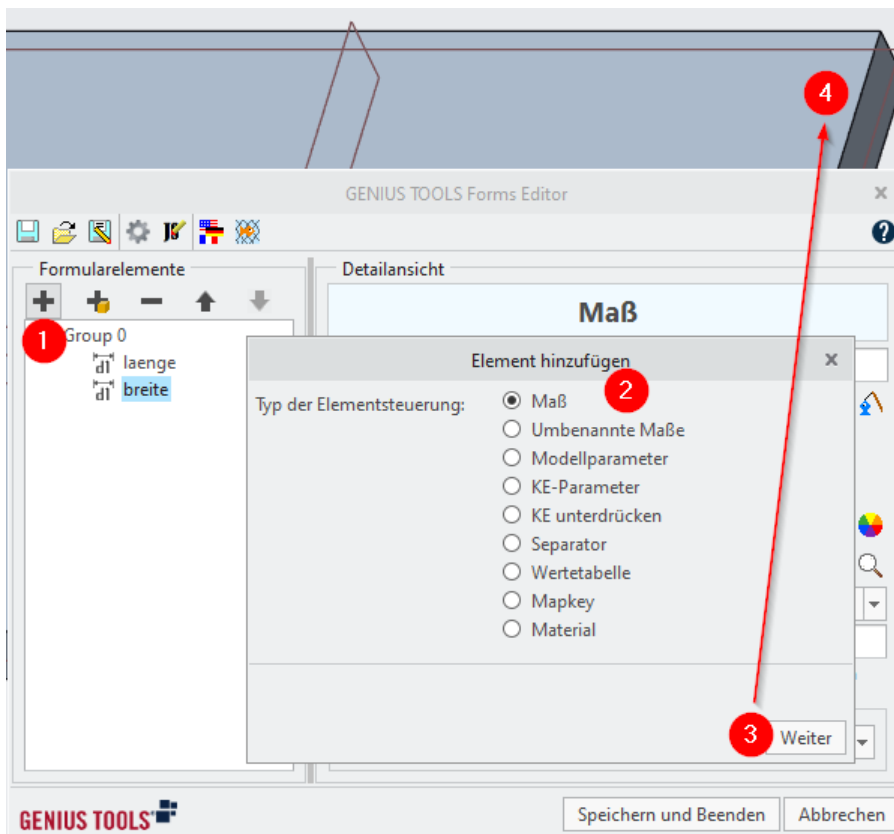 4
GENIUS TOOLS Forms Editor
Formularelemente
Detailansicht
Maß
1
Group 0
laenge
breite
Element hinzufügen
2
Typ der Elementsteuerung:
Maß
Umbenannte Maße
Modellparameter
KE-Parameter
KE unterdrücken
Separator
Wertetabelle
Mapkey
Material
3
Weiter
GENIUS TOOLS
Speichern und Beenden
Abbrechen